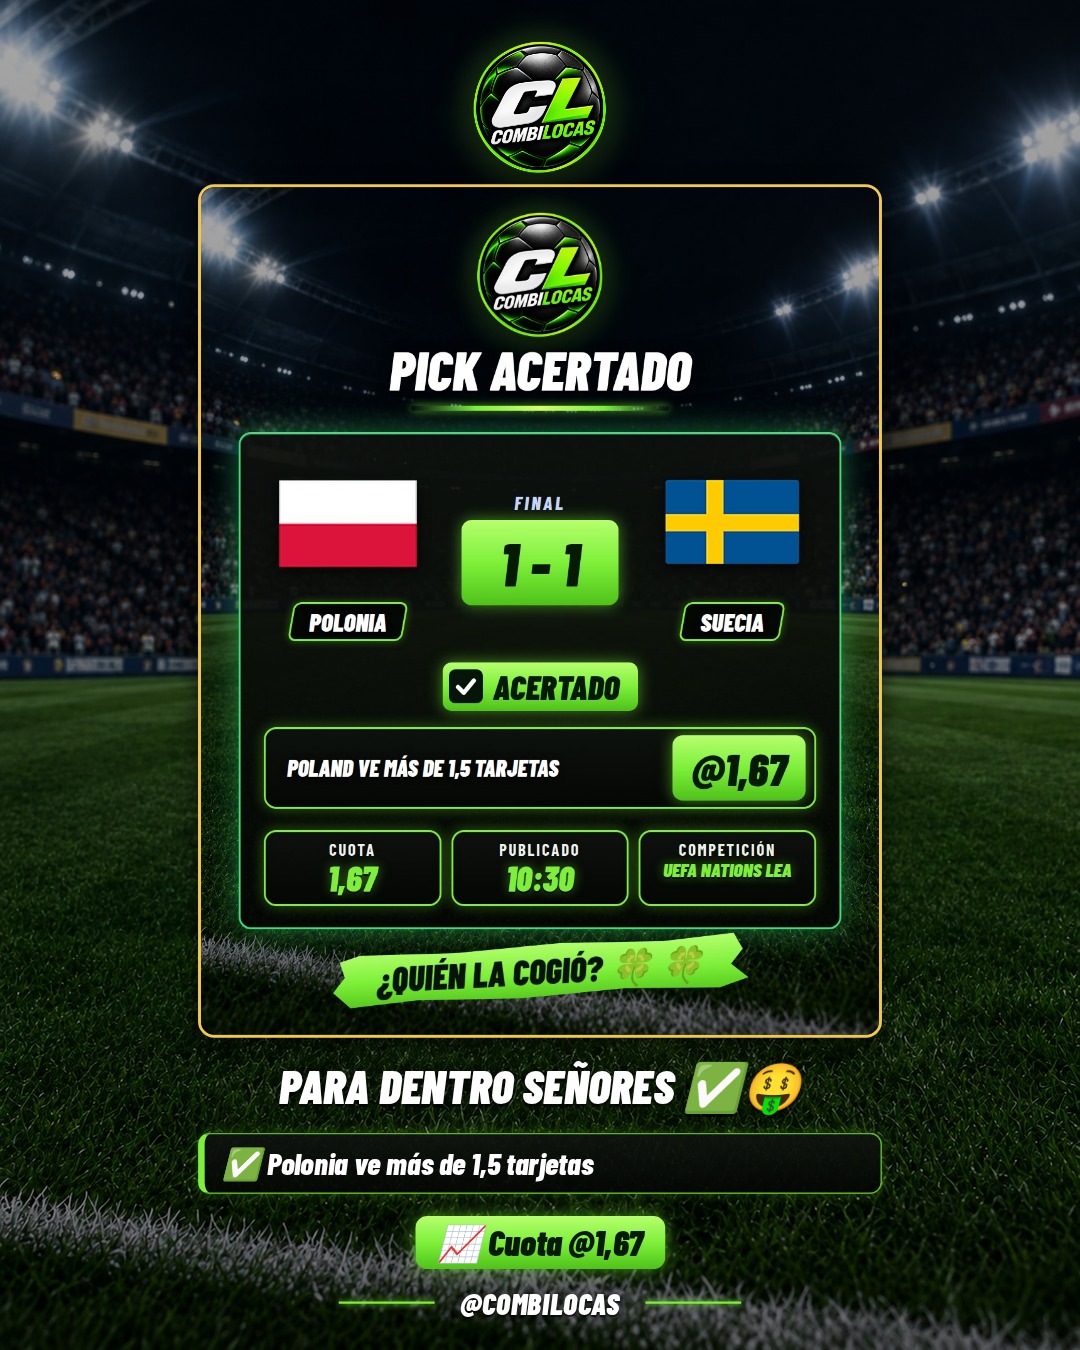 CL
COMBILOCAS
CL
COMBILOCAS
PICK ACERTADO
FINAL
1 - 1
POLONIA
SUECIA
✅ ACERTADO
POLAND VE MÁS DE 1,5 TARJETAS
@1,67
CUOTA
1,67
PUBLICADO
10:30
COMPETICIÓN
UEFA NATIONS LEA
¿QUIÉN LA COGIÓ? 🍀 🍀
PARA DENTRO SEÑORES ✅🤑
✅ Polonia ve más de 1,5 tarjetas
📈 Cuota @1,67
@COMBILOCAS